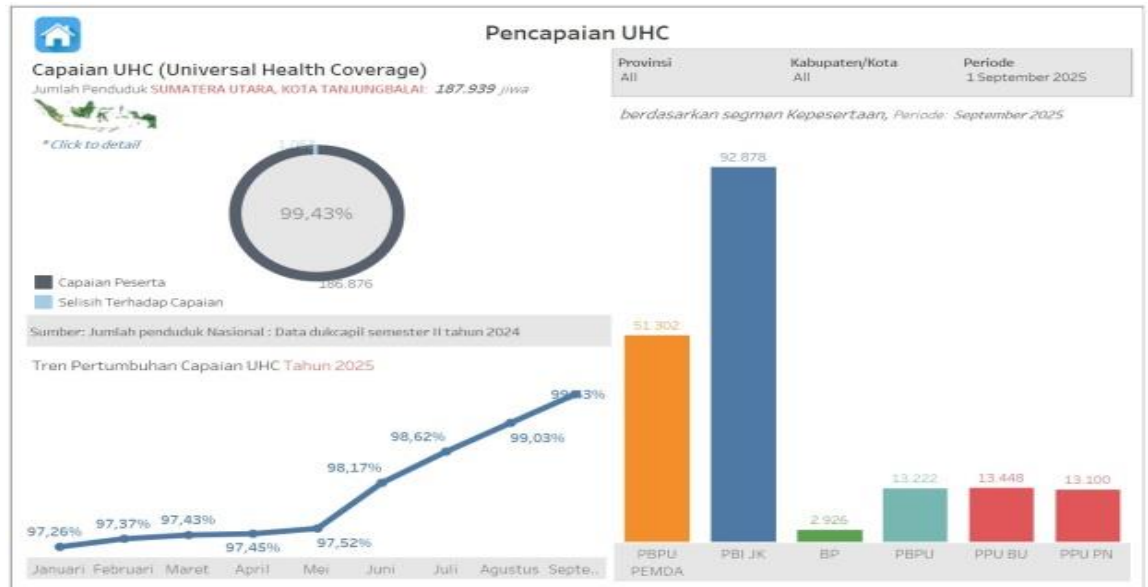 Pencapaian UHC
Capaian UHC (Universal Health Coverage)
Jumlah Penduduk SUMATERA UTARA, KOTA TANJUNGBALAI: 187.939 jiwa
*Click to detail
99,43%
186.876
Capaian Peserta
Selisih Terhadap Capaian
Sumber: Jumlah penduduk Nasional : Data dukcapil semester II tahun 2024
Tren Pertumbuhan Capaian UHC Tahun 2025
97,26%
97,37%
97,43%
97,45%
97,52%
98,17%
98,62%
99,03%
99,43%
Januari Februari Maret April Mei Juni Juli Agustus Septe..
Provinsi Kabupaten/Kota Periode
All All 1 September 2025
berdasarkan segmen Kepesertaan, Periode: September 2025
51.302
92.878
2.926
13.222
13.448
13.100
PBPU PBI JK BP PBPU PPU BU PPU PN
PEMDA